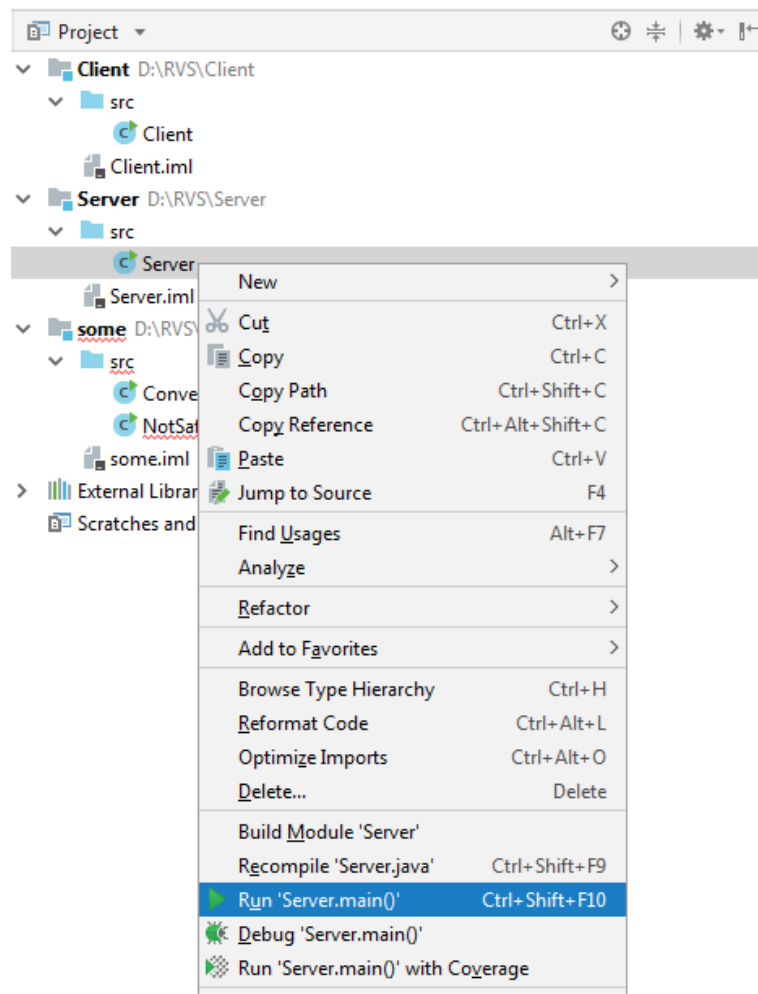 Project
Client D:\RVS\Client
src
Client
Client.iml
Server D:\RVS\Server
src
Server
Server.iml
some D:\RVS\
src
Conve
NotSaf
some.iml
External Librar
Scratches and
New
Cut Ctrl+X
Copy Ctrl+C
Copy Path Ctrl+Shift+C
Copy Reference Ctrl+Alt+Shift+C
Paste Ctrl+V
Jump to Source F4
Find Usages Alt+F7
Analyze
Refactor
Add to Favorites
Browse Type Hierarchy Ctrl+H
Reformat Code Ctrl+Alt+L
Optimize Imports Ctrl+Alt+O
Delete... Delete
Build Module 'Server'
Recompile 'Server.java' Ctrl+Shift+F9
Run 'Server.main()' Ctrl+Shift+F10
Debug 'Server.main()'
Run 'Server.main()' with Coverage